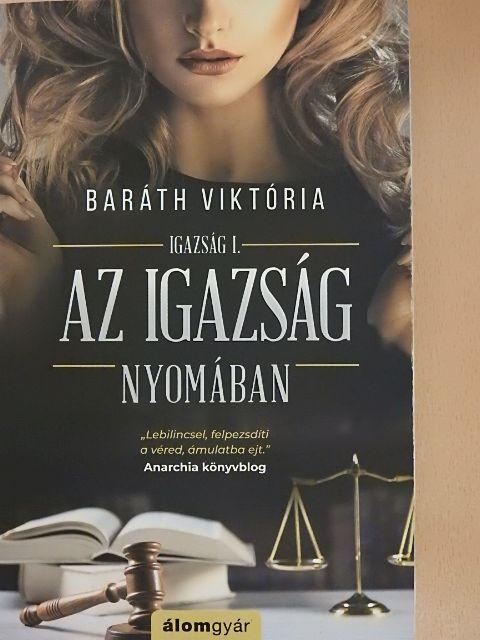 BARÁTH VIKTÓRIA
IGAZSÁG I.
AZ IGAZSÁG
NYOMÁBAN
„Lebilincsel, felpezsdíti
a véred, ámulatba ejt.”
Anarchia könyvblog
álomgyár